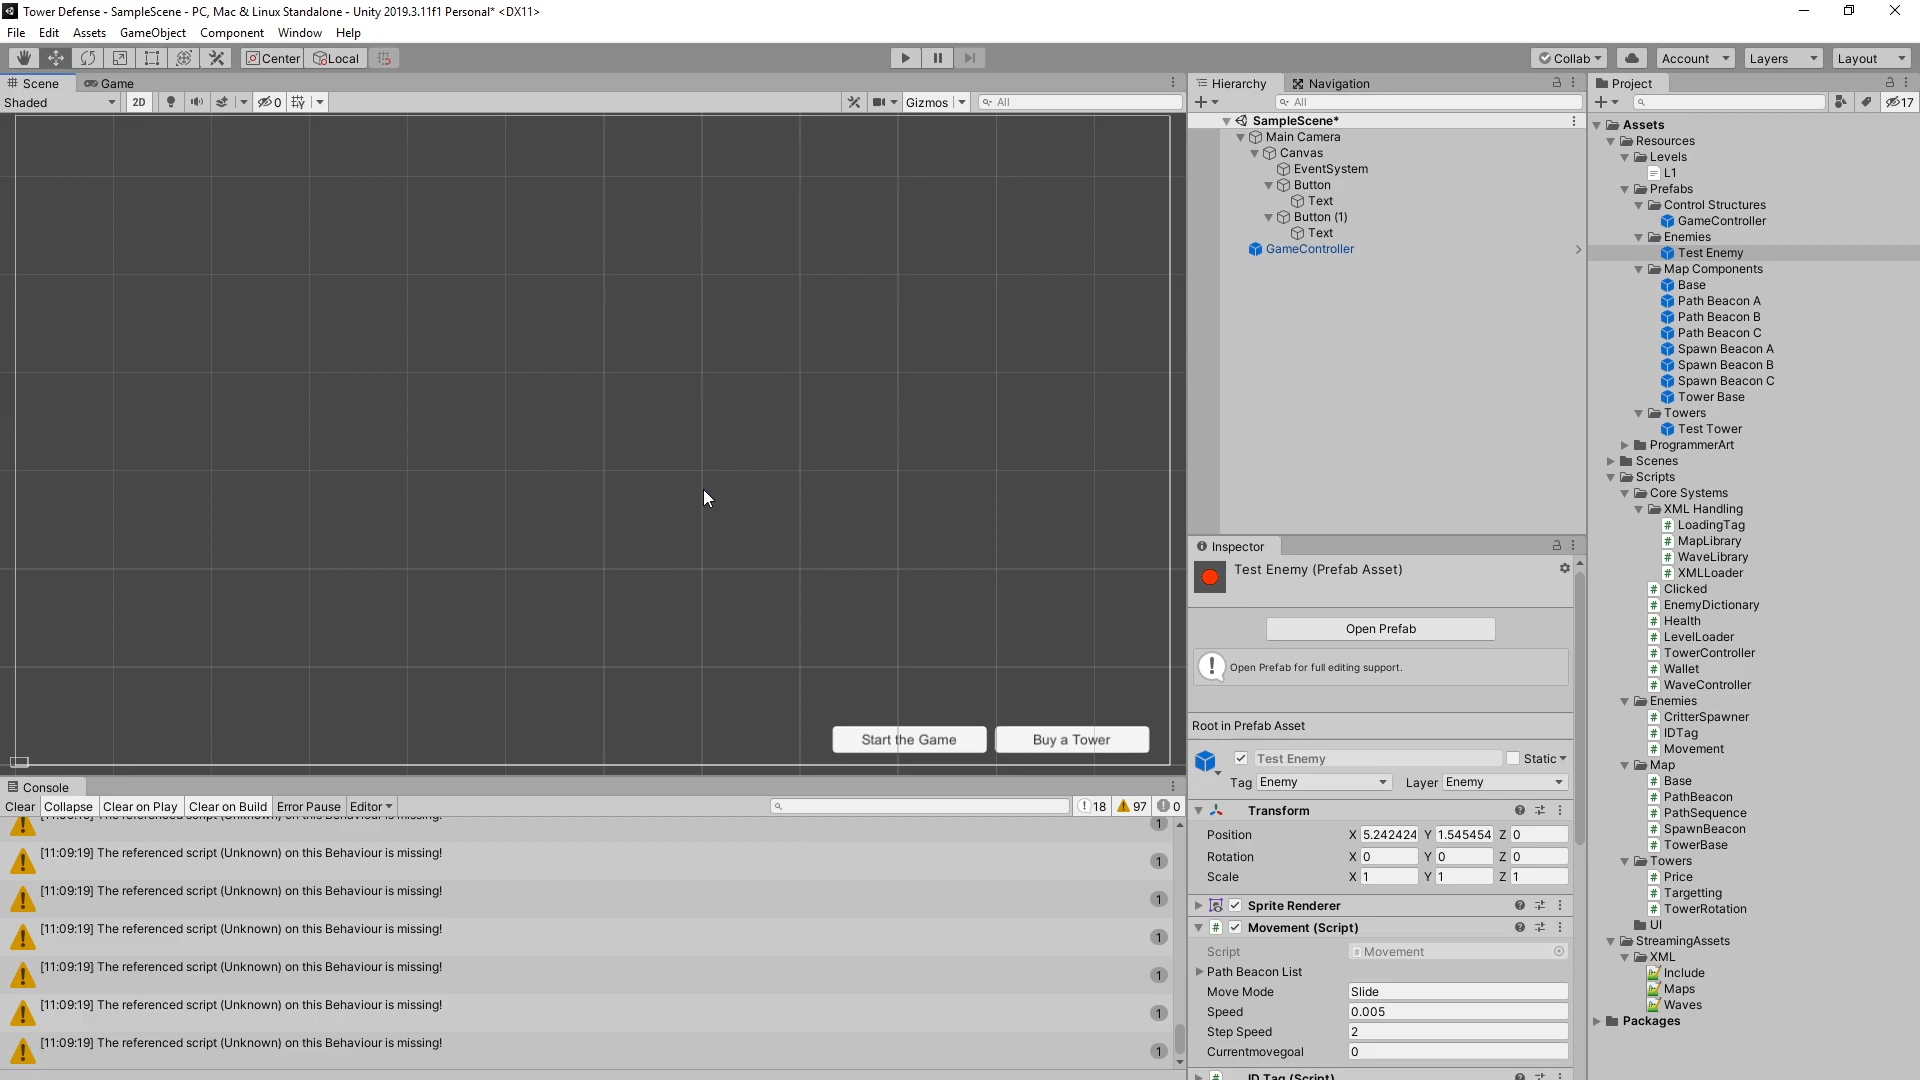 Tower Defense - SampleScene - PC, Mac & Linux Standalone - Unity 2019.3.11f1 Personal* <DX11>
File Edit Assets GameObject Component Window Help
Center Local Collab Account Layers Layout
Scene Game
Shaded 2D 0 Gizmos All
Start the Game Buy a Tower
Console
Clear Collapse Clear on Play Clear on Build Error Pause Editor 18 97 0
1
[11:09:19] The referenced script (Unknown) on this Behaviour is missing! 1
[11:09:19] The referenced script (Unknown) on this Behaviour is missing! 1
[11:09:19] The referenced script (Unknown) on this Behaviour is missing! 1
[11:09:19] The referenced script (Unknown) on this Behaviour is missing! 1
[11:09:19] The referenced script (Unknown) on this Behaviour is missing! 1
[11:09:19] The referenced script (Unknown) on this Behaviour is missing! 1
Hierarchy Navigation
All
SampleScene*
Main Camera
Canvas
EventSystem
Button
Text
Button (1)
Text
GameController
Inspector
Test Enemy (Prefab Asset)
Open Prefab
Open Prefab for full editing support.
Root in Prefab Asset
Test Enemy Static
Tag Enemy Layer Enemy
Transform
Position X 5.242424 Y 1.545454 Z 0
Rotation X 0 Y 0 Z 0
Scale X 1 Y 1 Z 1
Sprite Renderer
# Movement (Script)
Script # Movement
Path Beacon List
Move Mode Slide
Speed 0.005
Step Speed 2
Currentmovegoal 0
ID Tag (Script)
Project
17
Assets
Resources
Levels
L1
Prefabs
Control Structures
GameController
Enemies
Test Enemy
Map Components
Base
Path Beacon A
Path Beacon B
Path Beacon C
Spawn Beacon A
Spawn Beacon B
Spawn Beacon C
Tower Base
Towers
Test Tower
ProgrammerArt
Scenes
Scripts
Core Systems
XML Handling
# LoadingTag
# MapLibrary
# WaveLibrary
# XMLLoader
# Clicked
# EnemyDictionary
# Health
# LevelLoader
# TowerController
# Wallet
# WaveController
Enemies
# CritterSpawner
# IDTag
# Movement
Map
# Base
# PathBeacon
# PathSequence
# SpawnBeacon
# TowerBase
Towers
# Price
# Targetting
# TowerRotation
UI
StreamingAssets
XML
Include
Maps
Waves
Packages